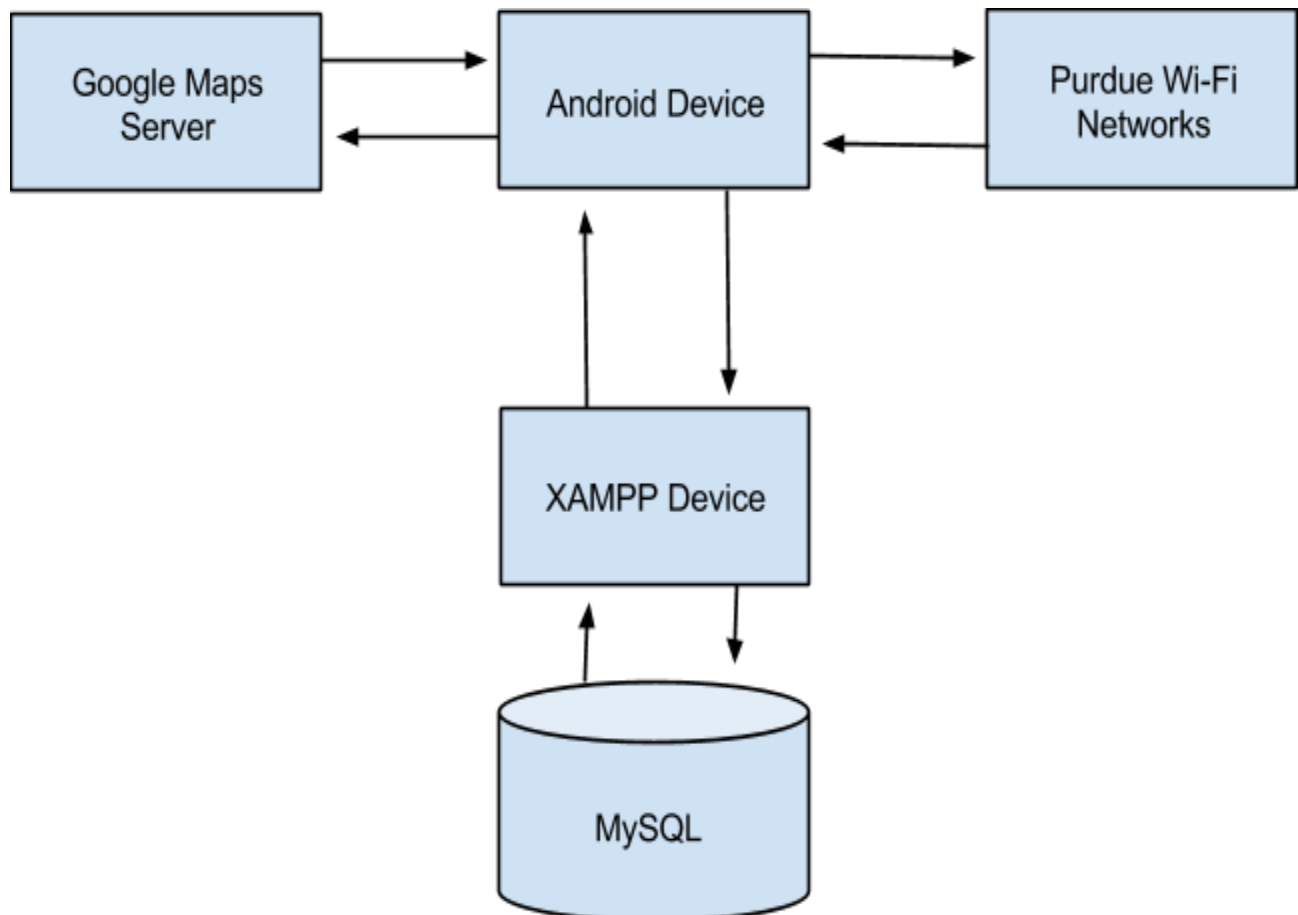 Google Maps
Server
Android Device
Purdue Wi-Fi
Networks
XAMPP Device
MySQL